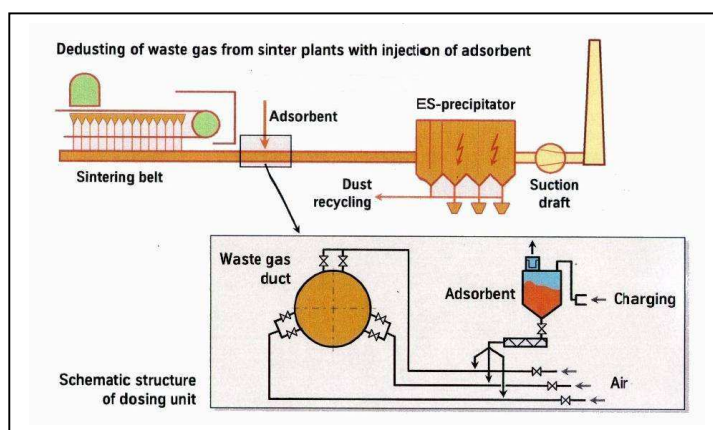 Dedusting of waste gas from sinter plants with injection of adsorbent
ES-precipitator
Adsorbent
Sintering belt
Dust
recycling
Suction
draft
Waste gas
duct
Adsorbent
Charging
Schematic structure
of dosing unit
Air